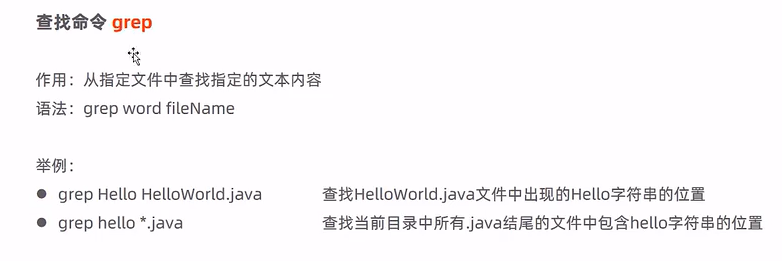 查找命令 grep
作用：从指定文件中查找指定的文本内容
语法：grep word fileName
举例：
● grep Hello HelloWorld.java 查找HelloWorld.java文件中出现的Hello字符串的位置
● grep hello *.java 查找当前目录中所有.java结尾的文件中包含hello字符串的位置